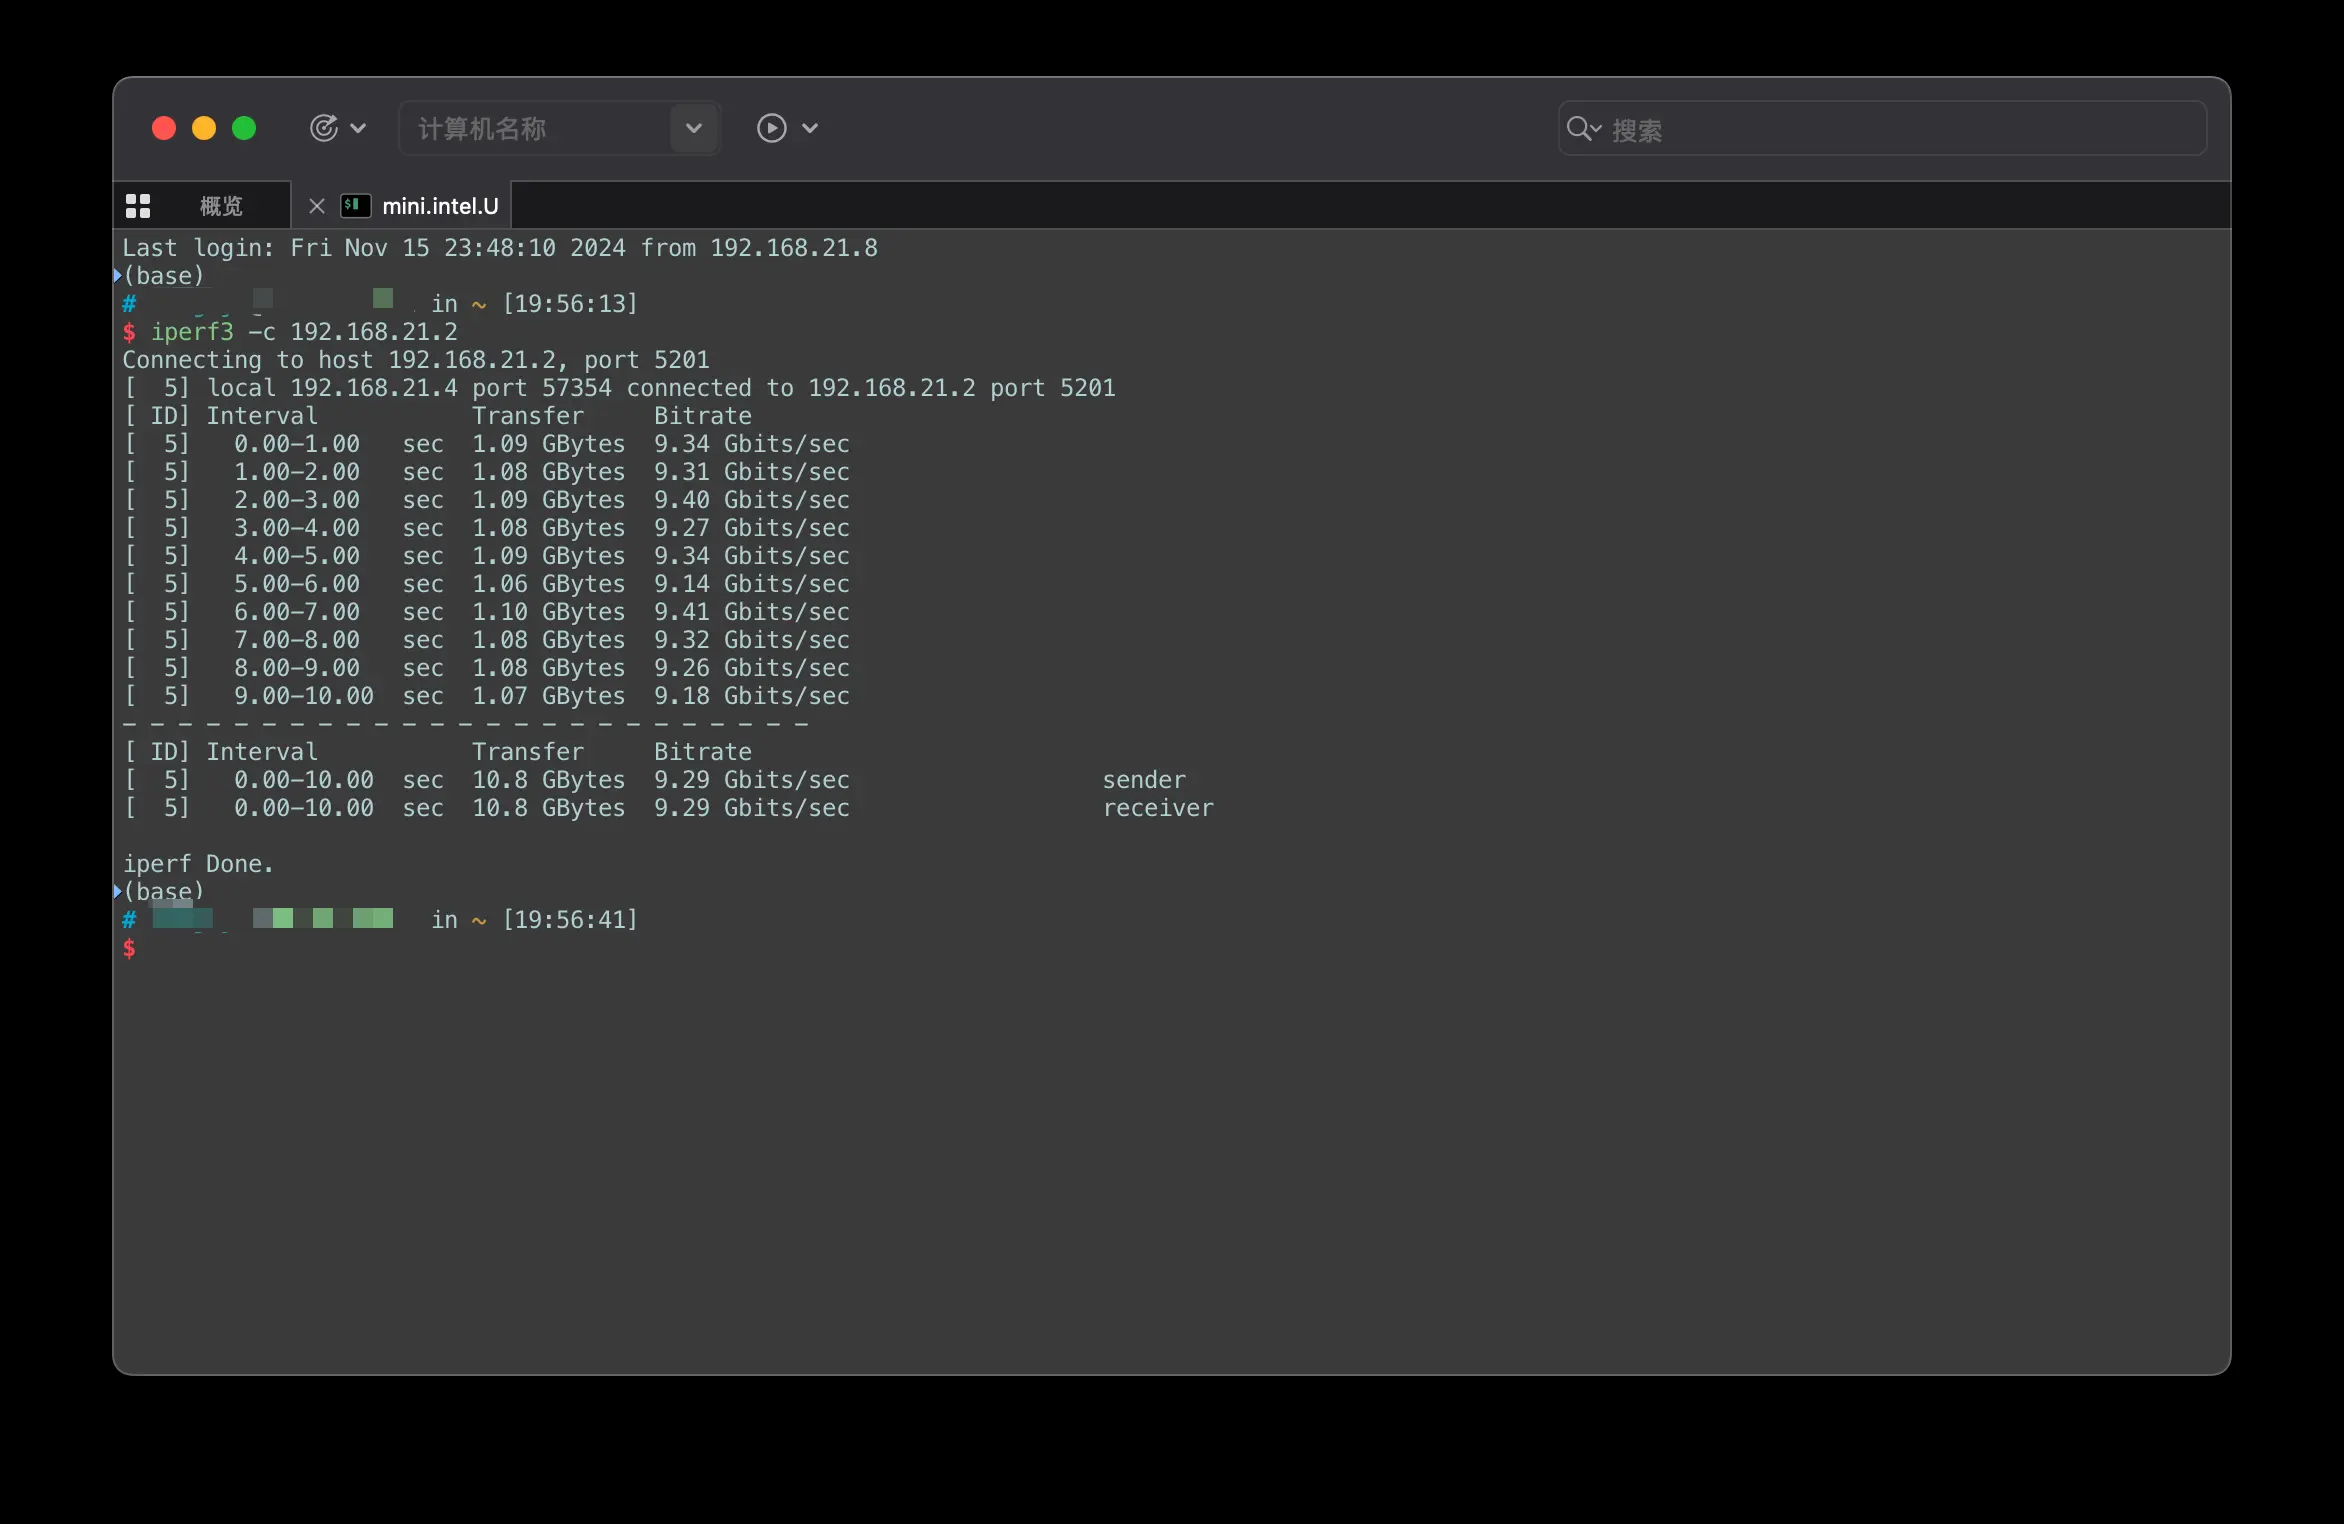 计算机名称
搜索
概览
mini.intel.U
Last login: Fri Nov 15 23:48:10 2024 from 192.168.21.8
(base)
# in ~ [19:56:13]
$ iperf3 -c 192.168.21.2
Connecting to host 192.168.21.2, port 5201
[  5] local 192.168.21.4 port 57354 connected to 192.168.21.2 port 5201
[ ID] Interval           Transfer     Bitrate
[  5]   0.00-1.00   sec  1.09 GBytes  9.34 Gbits/sec
[  5]   1.00-2.00   sec  1.08 GBytes  9.31 Gbits/sec
[  5]   2.00-3.00   sec  1.09 GBytes  9.40 Gbits/sec
[  5]   3.00-4.00   sec  1.08 GBytes  9.27 Gbits/sec
[  5]   4.00-5.00   sec  1.09 GBytes  9.34 Gbits/sec
[  5]   5.00-6.00   sec  1.06 GBytes  9.14 Gbits/sec
[  5]   6.00-7.00   sec  1.10 GBytes  9.41 Gbits/sec
[  5]   7.00-8.00   sec  1.08 GBytes  9.32 Gbits/sec
[  5]   8.00-9.00   sec  1.08 GBytes  9.26 Gbits/sec
[  5]   9.00-10.00  sec  1.07 GBytes  9.18 Gbits/sec
- - - - - - - - - - - - - - - - - - - - - - - - -
[ ID] Interval           Transfer     Bitrate
[  5]   0.00-10.00  sec  10.8 GBytes  9.29 Gbits/sec                  sender
[  5]   0.00-10.00  sec  10.8 GBytes  9.29 Gbits/sec                  receiver
iperf Done.
(base)
# in ~ [19:56:41]
$